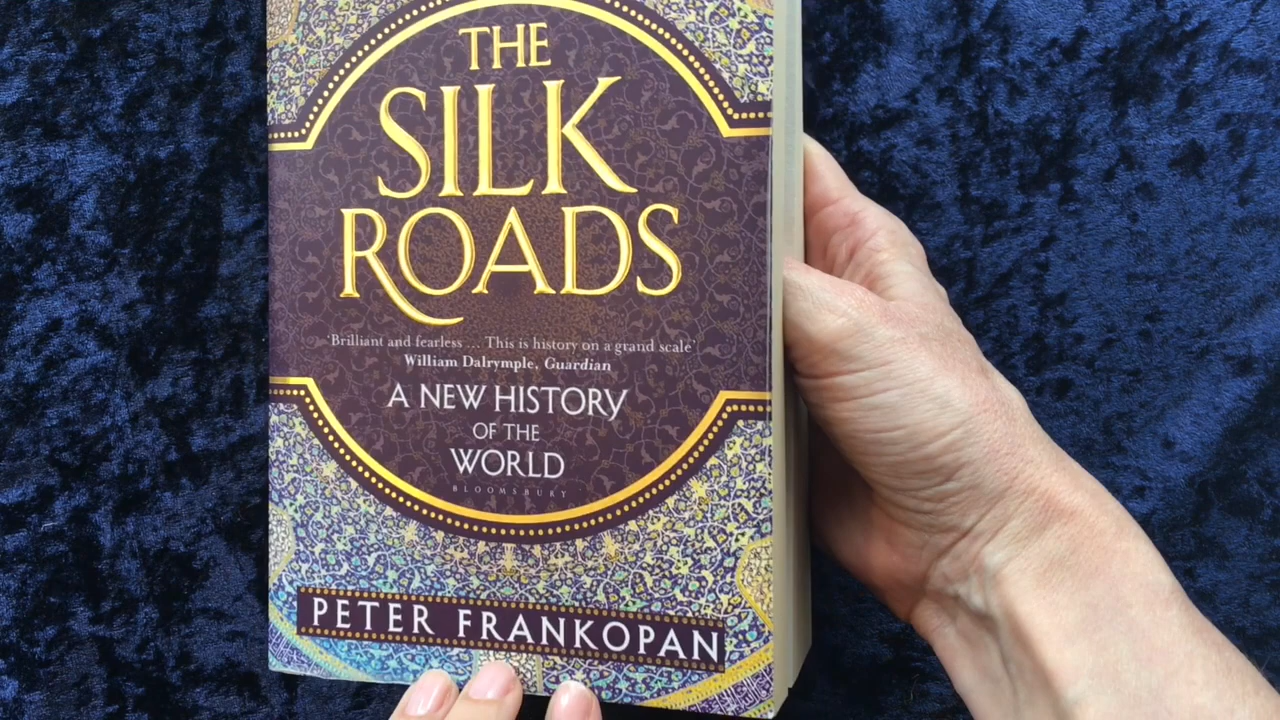 THE
SILK
ROADS
‘Brilliant and fearless ... This is history on a grand scale’
William Dalrymple, Guardian
A NEW HISTORY
OF THE
WORLD
BLOOMSBURY
PETER FRANKOPAN